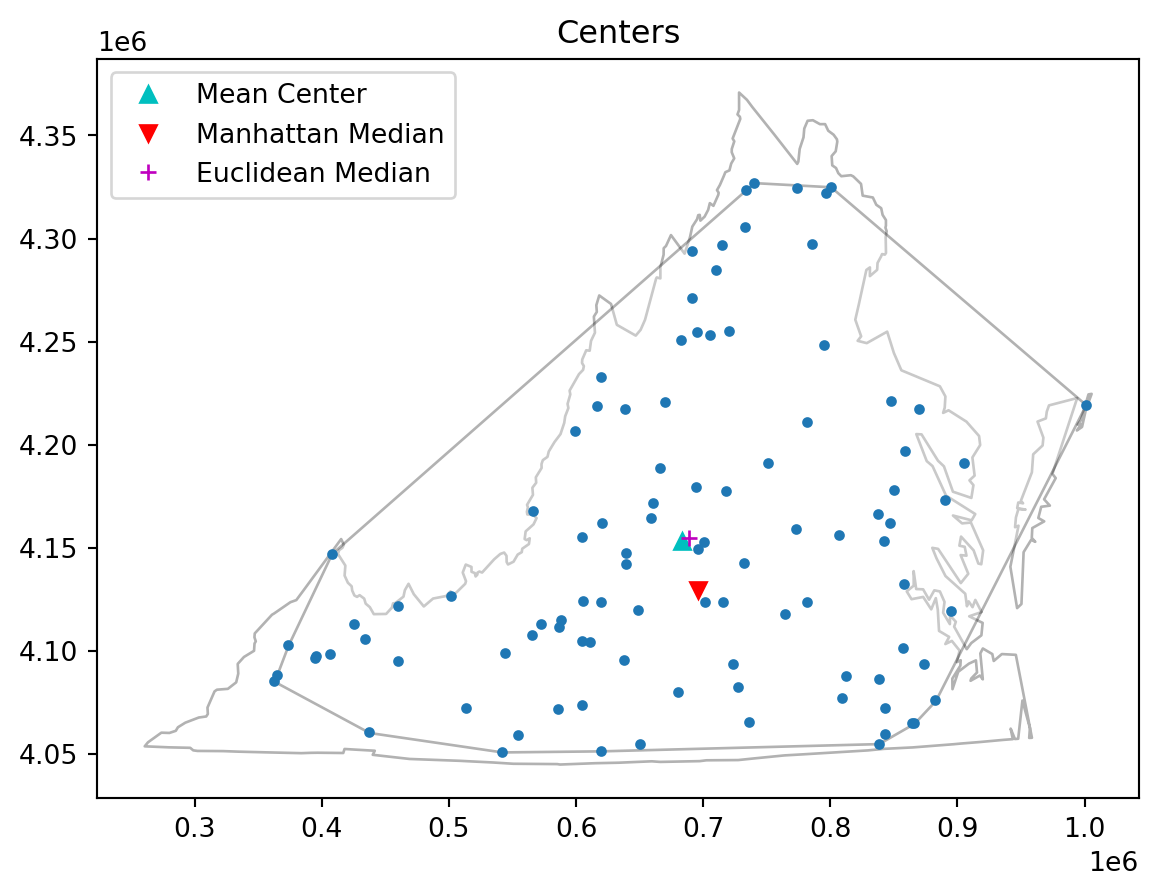 Centers
1e6
Mean Center
Manhattan Median
Euclidean Median
4.35
4.30
4.25
4.20
4.15
4.10
4.05
0.3 0.4 0.5 0.6 0.7 0.8 0.9 1.0
1e6